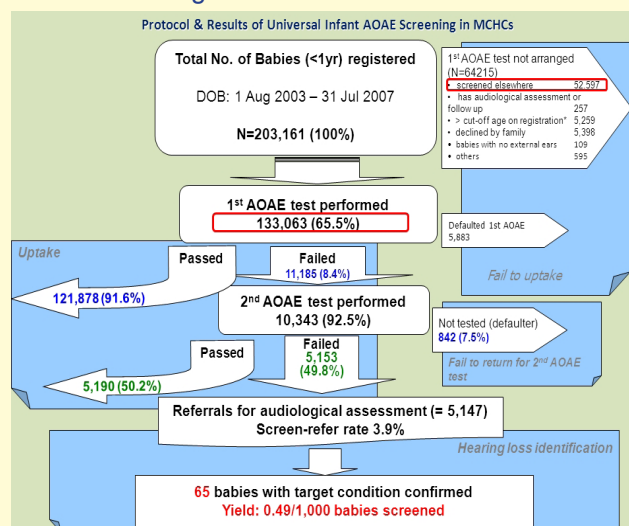 Protocol & Results of Universal Infant AOAE Screening in MCHCs
Total No. of Babies (<1yr) registered
DOB: 1 Aug 2003 – 31 Jul 2007
N=203,161 (100%)
1st AOAE test not arranged
(N=64215)
• screened elsewhere 52,597
• has audiological assessment or
follow up 257
• > cut-off age on registration* 5,259
• declined by family 5,398
• babies with no external ears 109
• others 595
1st AOAE test performed
133,063 (65.5%)
Defaulted 1st AOAE
5,883
Fail to uptake
Uptake
Passed
Failed
11,185 (8.4%)
121,878 (91.6%)
2nd AOAE test performed
10,343 (92.5%)
Not tested (defaulter)
842 (7.5%)
Fail to return for 2nd AOAE
test
Passed
Failed
5,153
(49.8%)
5,190 (50.2%)
Referrals for audiological assessment (= 5,147)
Screen-refer rate 3.9%
Hearing loss identification
65 babies with target condition confirmed
Yield: 0.49/1,000 babies screened